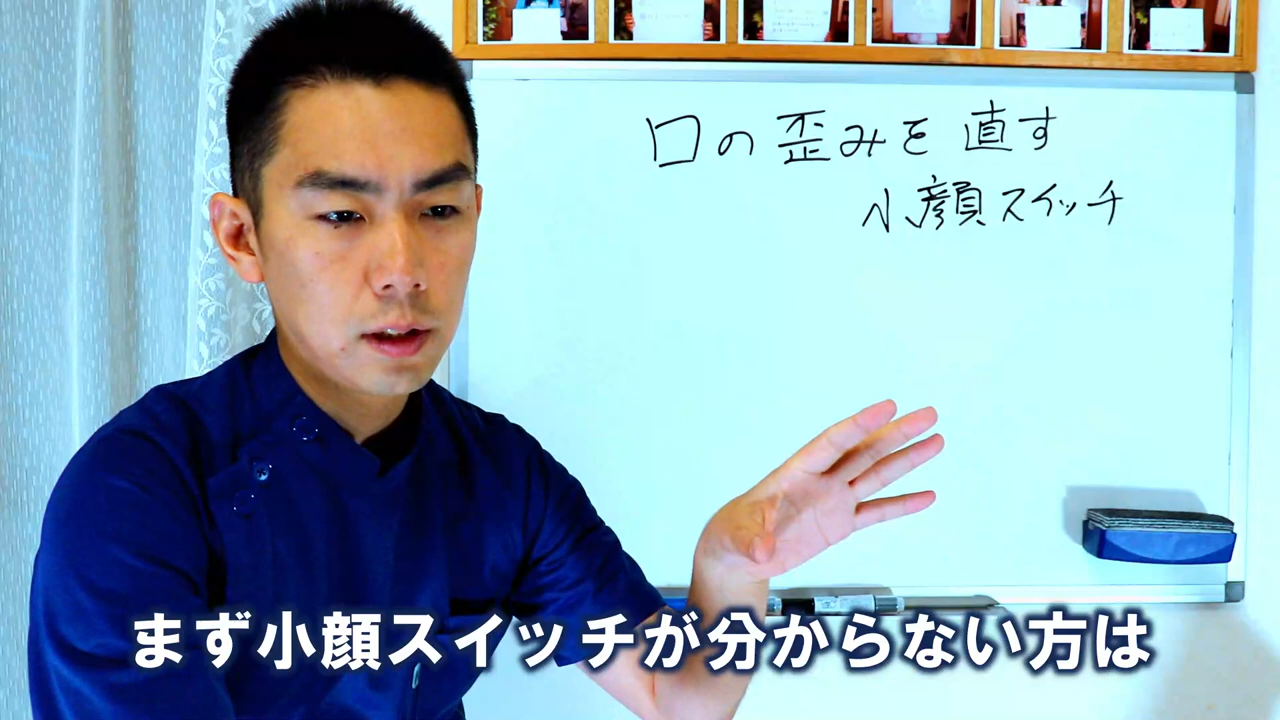 口の歪みを直す
小顔スイッチ
まず小顔スイッチが分からない方は